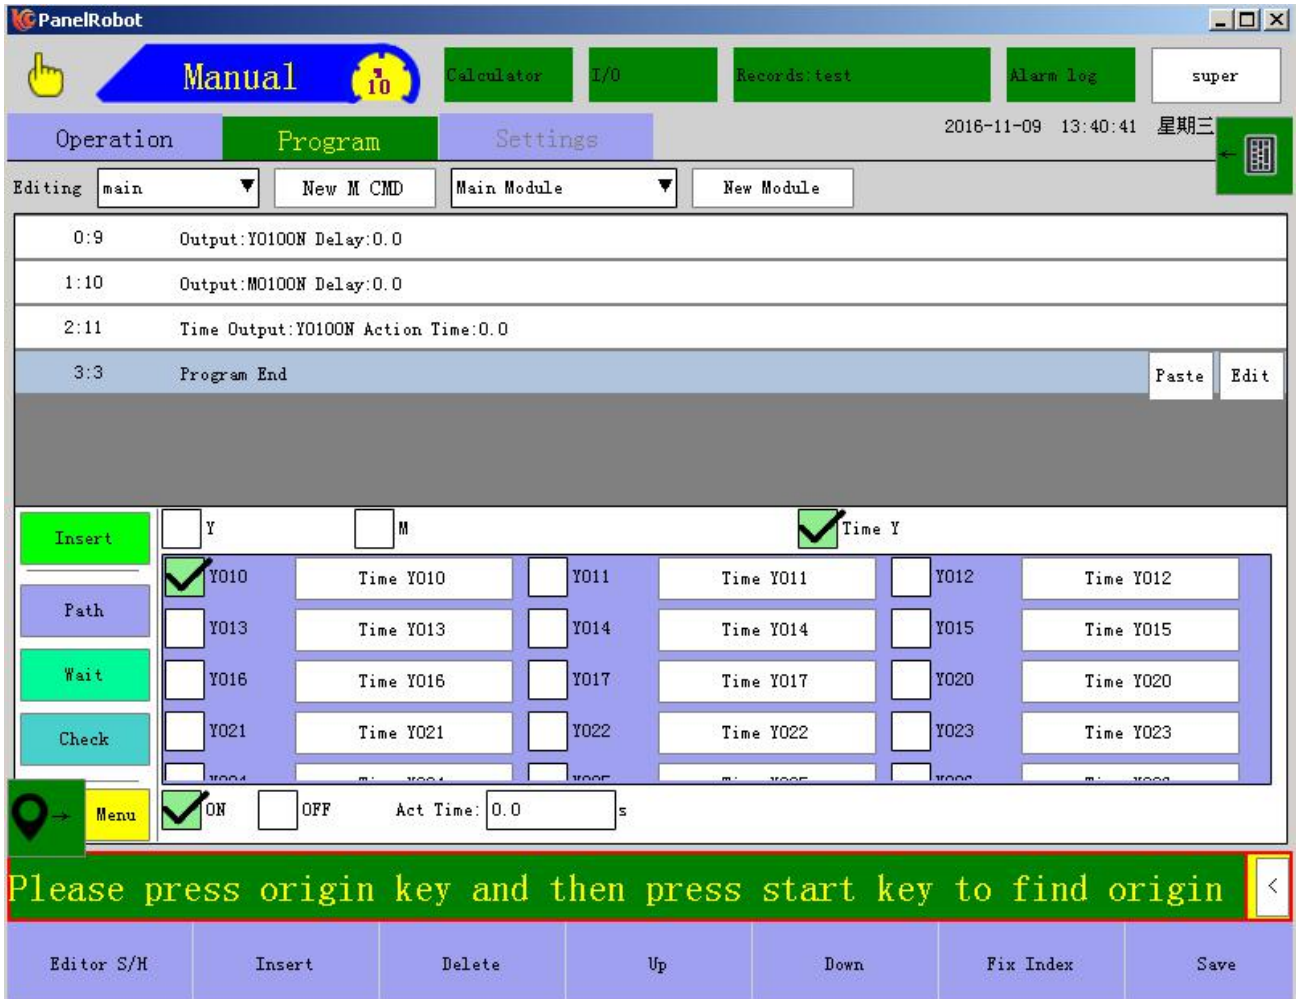 PanelRobot
Manual 10 Calculator I/O Records:test Alarm log super
Operation Program Settings 2016-11-09 13:40:41 星期三
Editing main New M CMD Main Module New Module
0:9 Output:Y010ON Delay:0.0
1:10 Output:M010ON Delay:0.0
2:11 Time Output:Y010ON Action Time:0.0
3:3 Program End Paste Edit
Insert Y M Time Y
Y010 Time Y010 Y011 Time Y011 Y012 Time Y012
Path Y013 Time Y013 Y014 Time Y014 Y015 Time Y015
Wait Y016 Time Y016 Y017 Time Y017 Y020 Time Y020
Check Y021 Time Y021 Y022 Time Y022 Y023 Time Y023
Menu ON OFF Act Time: 0.0 s
Please press origin key and then press start key to find origin <
Editor S/H Insert Delete Up Down Fix Index Save